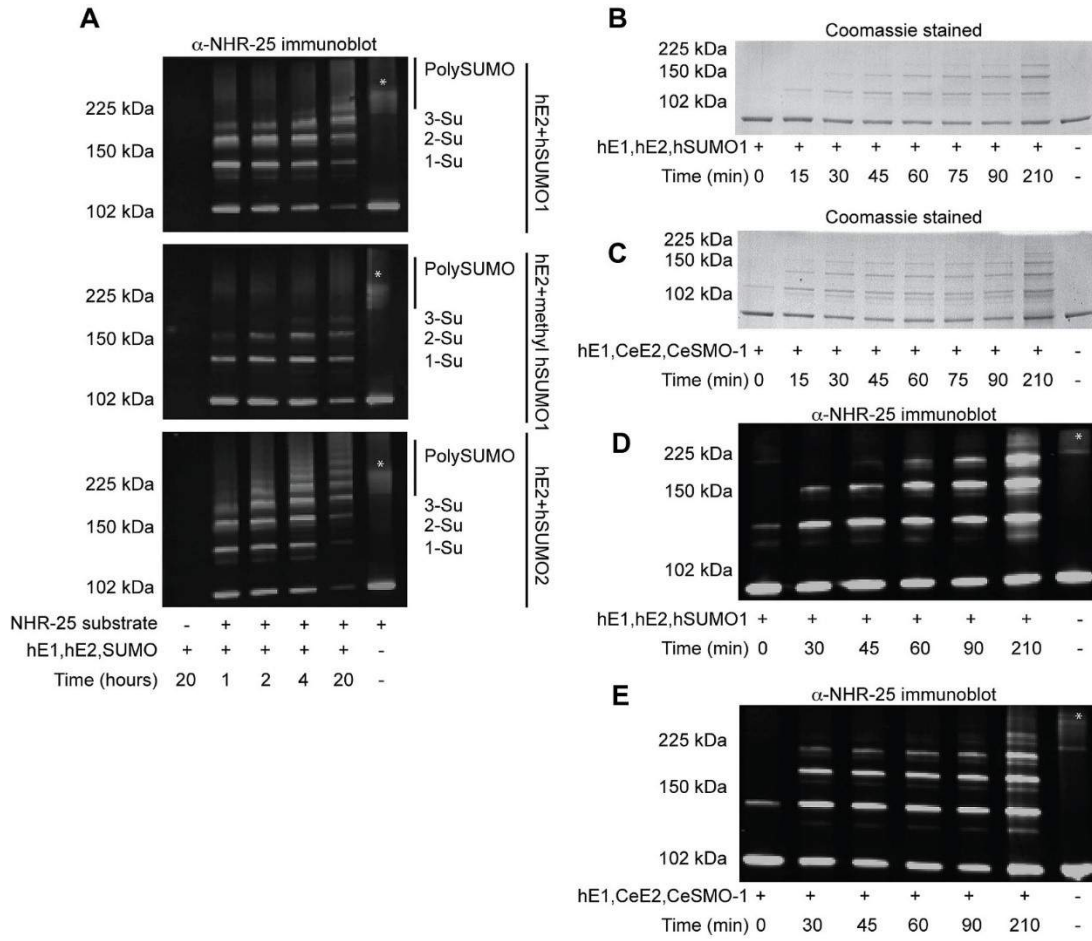 A
α-NHR-25 immunoblot
225 kDa
150 kDa
102 kDa
PolySUMO
3-Su
2-Su
1-Su
*
hE2+hSUMO1
225 kDa
150 kDa
102 kDa
PolySUMO
3-Su
2-Su
1-Su
*
hE2+methyl hSUMO1
225 kDa
150 kDa
102 kDa
PolySUMO
3-Su
2-Su
1-Su
*
hE2+hSUMO2
NHR-25 substrate - + + + + +
hE1,hE2,SUMO + + + + + -
Time (hours) 20 1 2 4 20 -
B
Coomassie stained
225 kDa
150 kDa
102 kDa
hE1,hE2,hSUMO1 + + + + + + + + -
Time (min) 0 15 30 45 60 75 90 210 -
Coomassie stained
C
225 kDa
150 kDa
102 kDa
hE1,CeE2,CeSMO-1 + + + + + + + + -
Time (min) 0 15 30 45 60 75 90 210 -
α-NHR-25 immunoblot
D
225 kDa
150 kDa
102 kDa
*
hE1,hE2,hSUMO1 + + + + + + -
Time (min) 0 30 45 60 90 210 -
E
α-NHR-25 immunoblot
225 kDa
150 kDa
102 kDa
*
hE1,CeE2,CeSMO-1 + + + + + + -
Time (min) 0 30 45 60 90 210 -